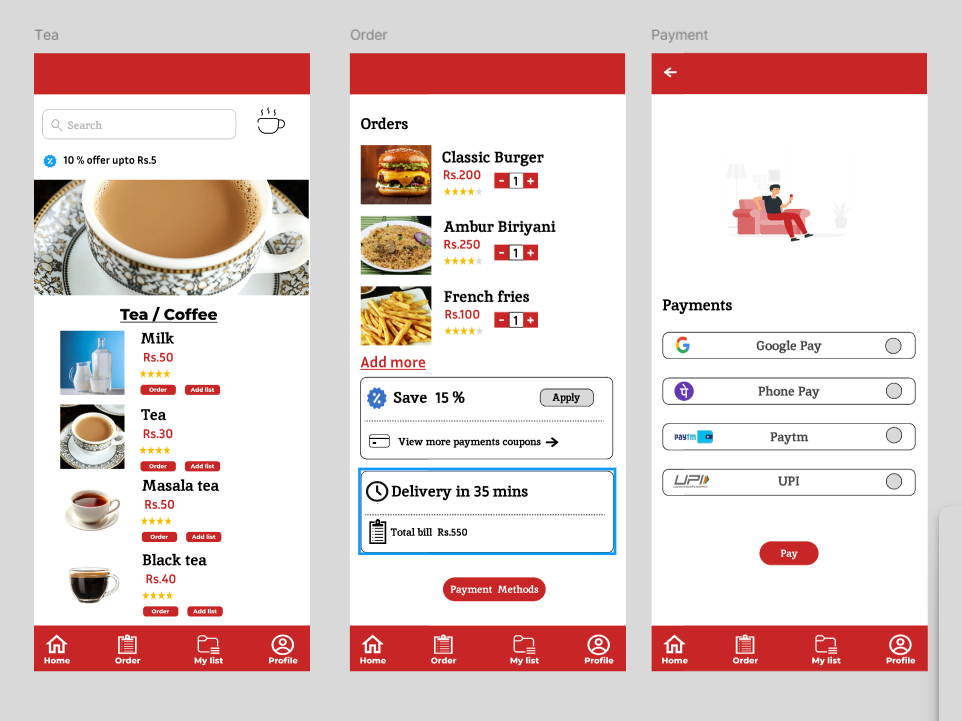 Tea
Search
10 % offer upto Rs.5
Tea / Coffee
Milk
Rs.50
Order Add list
Tea
Rs.30
Order Add list
Masala tea
Rs.50
Order Add list
Black tea
Rs.40
Order Add list
Home Order My list Profile
Order
Orders
Classic Burger
Rs.200
- 1 +
Ambur Biriyani
Rs.250
- 1 +
French fries
Rs.100
- 1 +
Add more
Save 15 % Apply
View more payments coupons →
Delivery in 35 mins
Total bill Rs.550
Payment Methods
Home Order My list Profile
Payment
Payments
G Google Pay
पे Phone Pay
paytm Paytm
UPI UPI
Pay
Home Order My list Profile